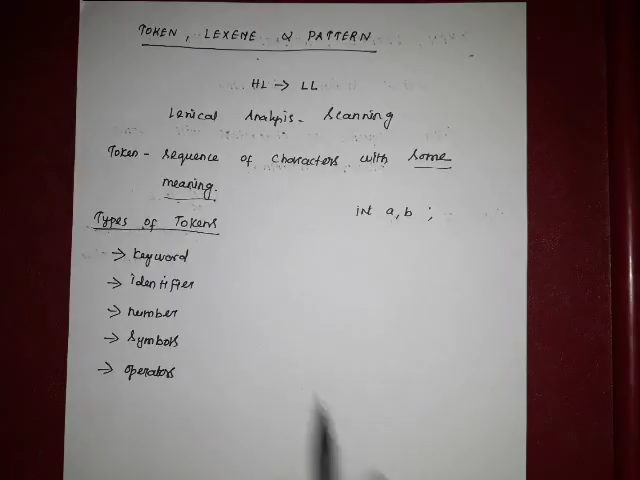 TOKEN, LEXEME & PATTERN
HL → LL
Lexical Analysis - Scanning
Token - Sequence of Characters with Some
meaning.
Types of Tokens
int a,b ;
→ Keyword
→ Identifier
→ number
→ Symbols
→ operators